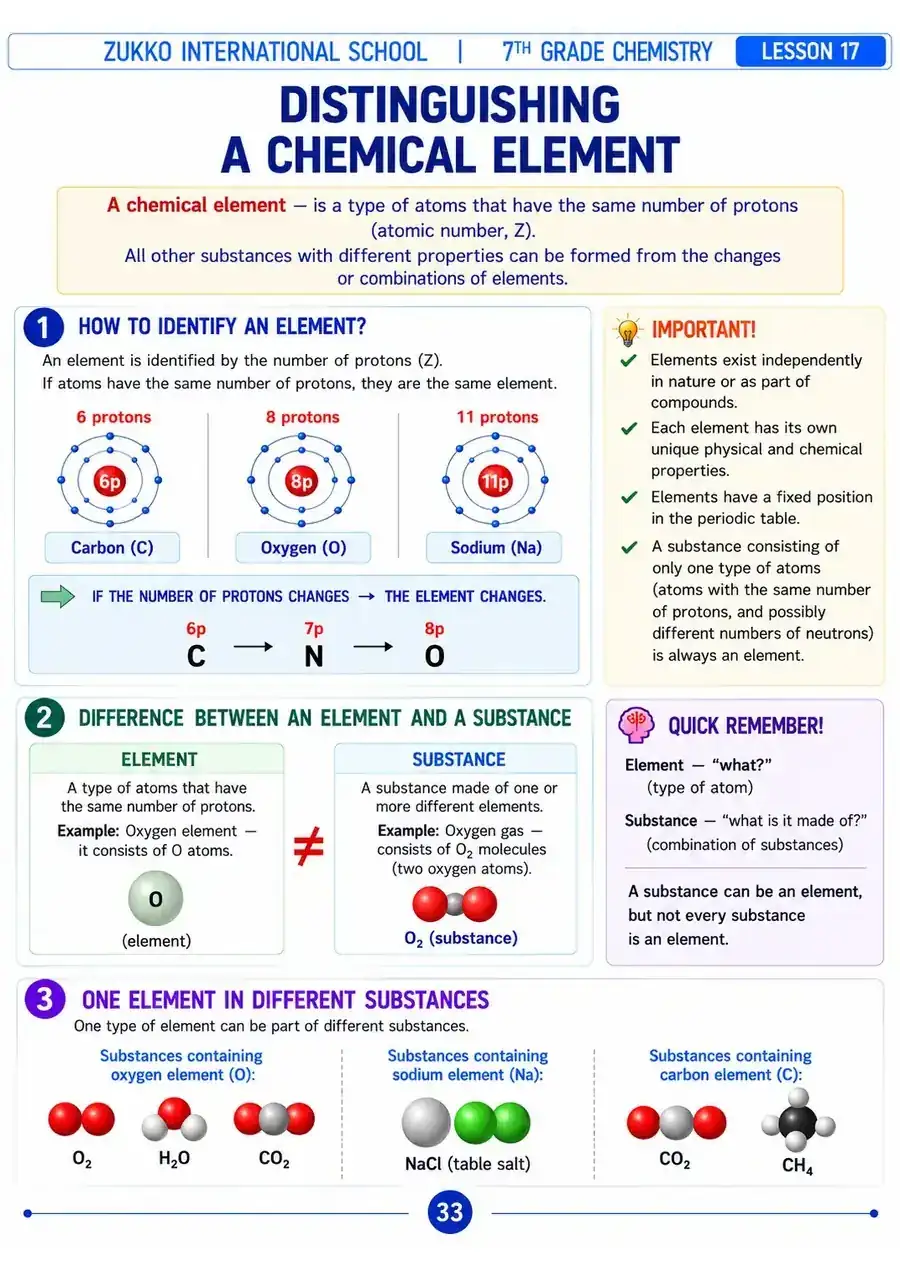 ZUKKO INTERNATIONAL SCHOOL | 7TH GRADE CHEMISTRY LESSON 17
DISTINGUISHING
A CHEMICAL ELEMENT
A chemical element – is a type of atoms that have the same number of protons
(atomic number, Z).
All other substances with different properties can be formed from the changes
or combinations of elements.
1 HOW TO IDENTIFY AN ELEMENT?
An element is identified by the number of protons (Z).
If atoms have the same number of protons, they are the same element.
6 protons
6p
Carbon (C)
8 protons
8p
Oxygen (O)
11 protons
11p
Sodium (Na)
IF THE NUMBER OF PROTONS CHANGES → THE ELEMENT CHANGES.
6p 7p 8p
C → N → O
IMPORTANT!
✓ Elements exist independently
in nature or as part of
compounds.
✓ Each element has its own
unique physical and chemical
properties.
✓ Elements have a fixed position
in the periodic table.
✓ A substance consisting of
only one type of atoms
(atoms with the same number
of protons, and possibly
different numbers of neutrons)
is always an element.
2 DIFFERENCE BETWEEN AN ELEMENT AND A SUBSTANCE
ELEMENT
A type of atoms that have
the same number of protons.
Example: Oxygen element –
it consists of O atoms.
O
(element)
≠
SUBSTANCE
A substance made of one or
more different elements.
Example: Oxygen gas –
consists of O₂ molecules
(two oxygen atoms).
O₂ (substance)
QUICK REMEMBER!
Element – “what?”
(type of atom)
Substance – “what is it made of?”
(combination of substances)
A substance can be an element,
but not every substance
is an element.
3 ONE ELEMENT IN DIFFERENT SUBSTANCES
One type of element can be part of different substances.
Substances containing
oxygen element (O):
O₂ H₂O CO₂
Substances containing
sodium element (Na):
NaCl (table salt)
Substances containing
carbon element (C):
CO₂ CH₄
33